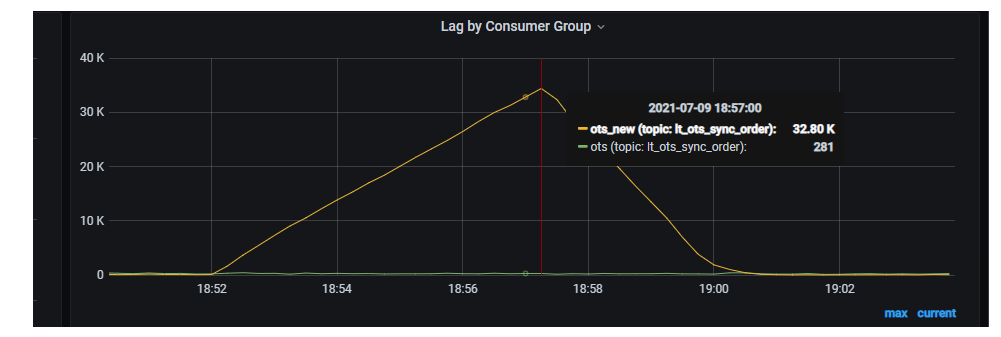 Lag by Consumer Group
40 K
30 K
20 K
10 K
0
2021-07-09 18:57:00
ots_new (topic: lt_ots_sync_order): 32.80 K
ots (topic: lt_ots_sync_order): 281
18:52 18:54 18:56 18:58 19:00 19:02
max current